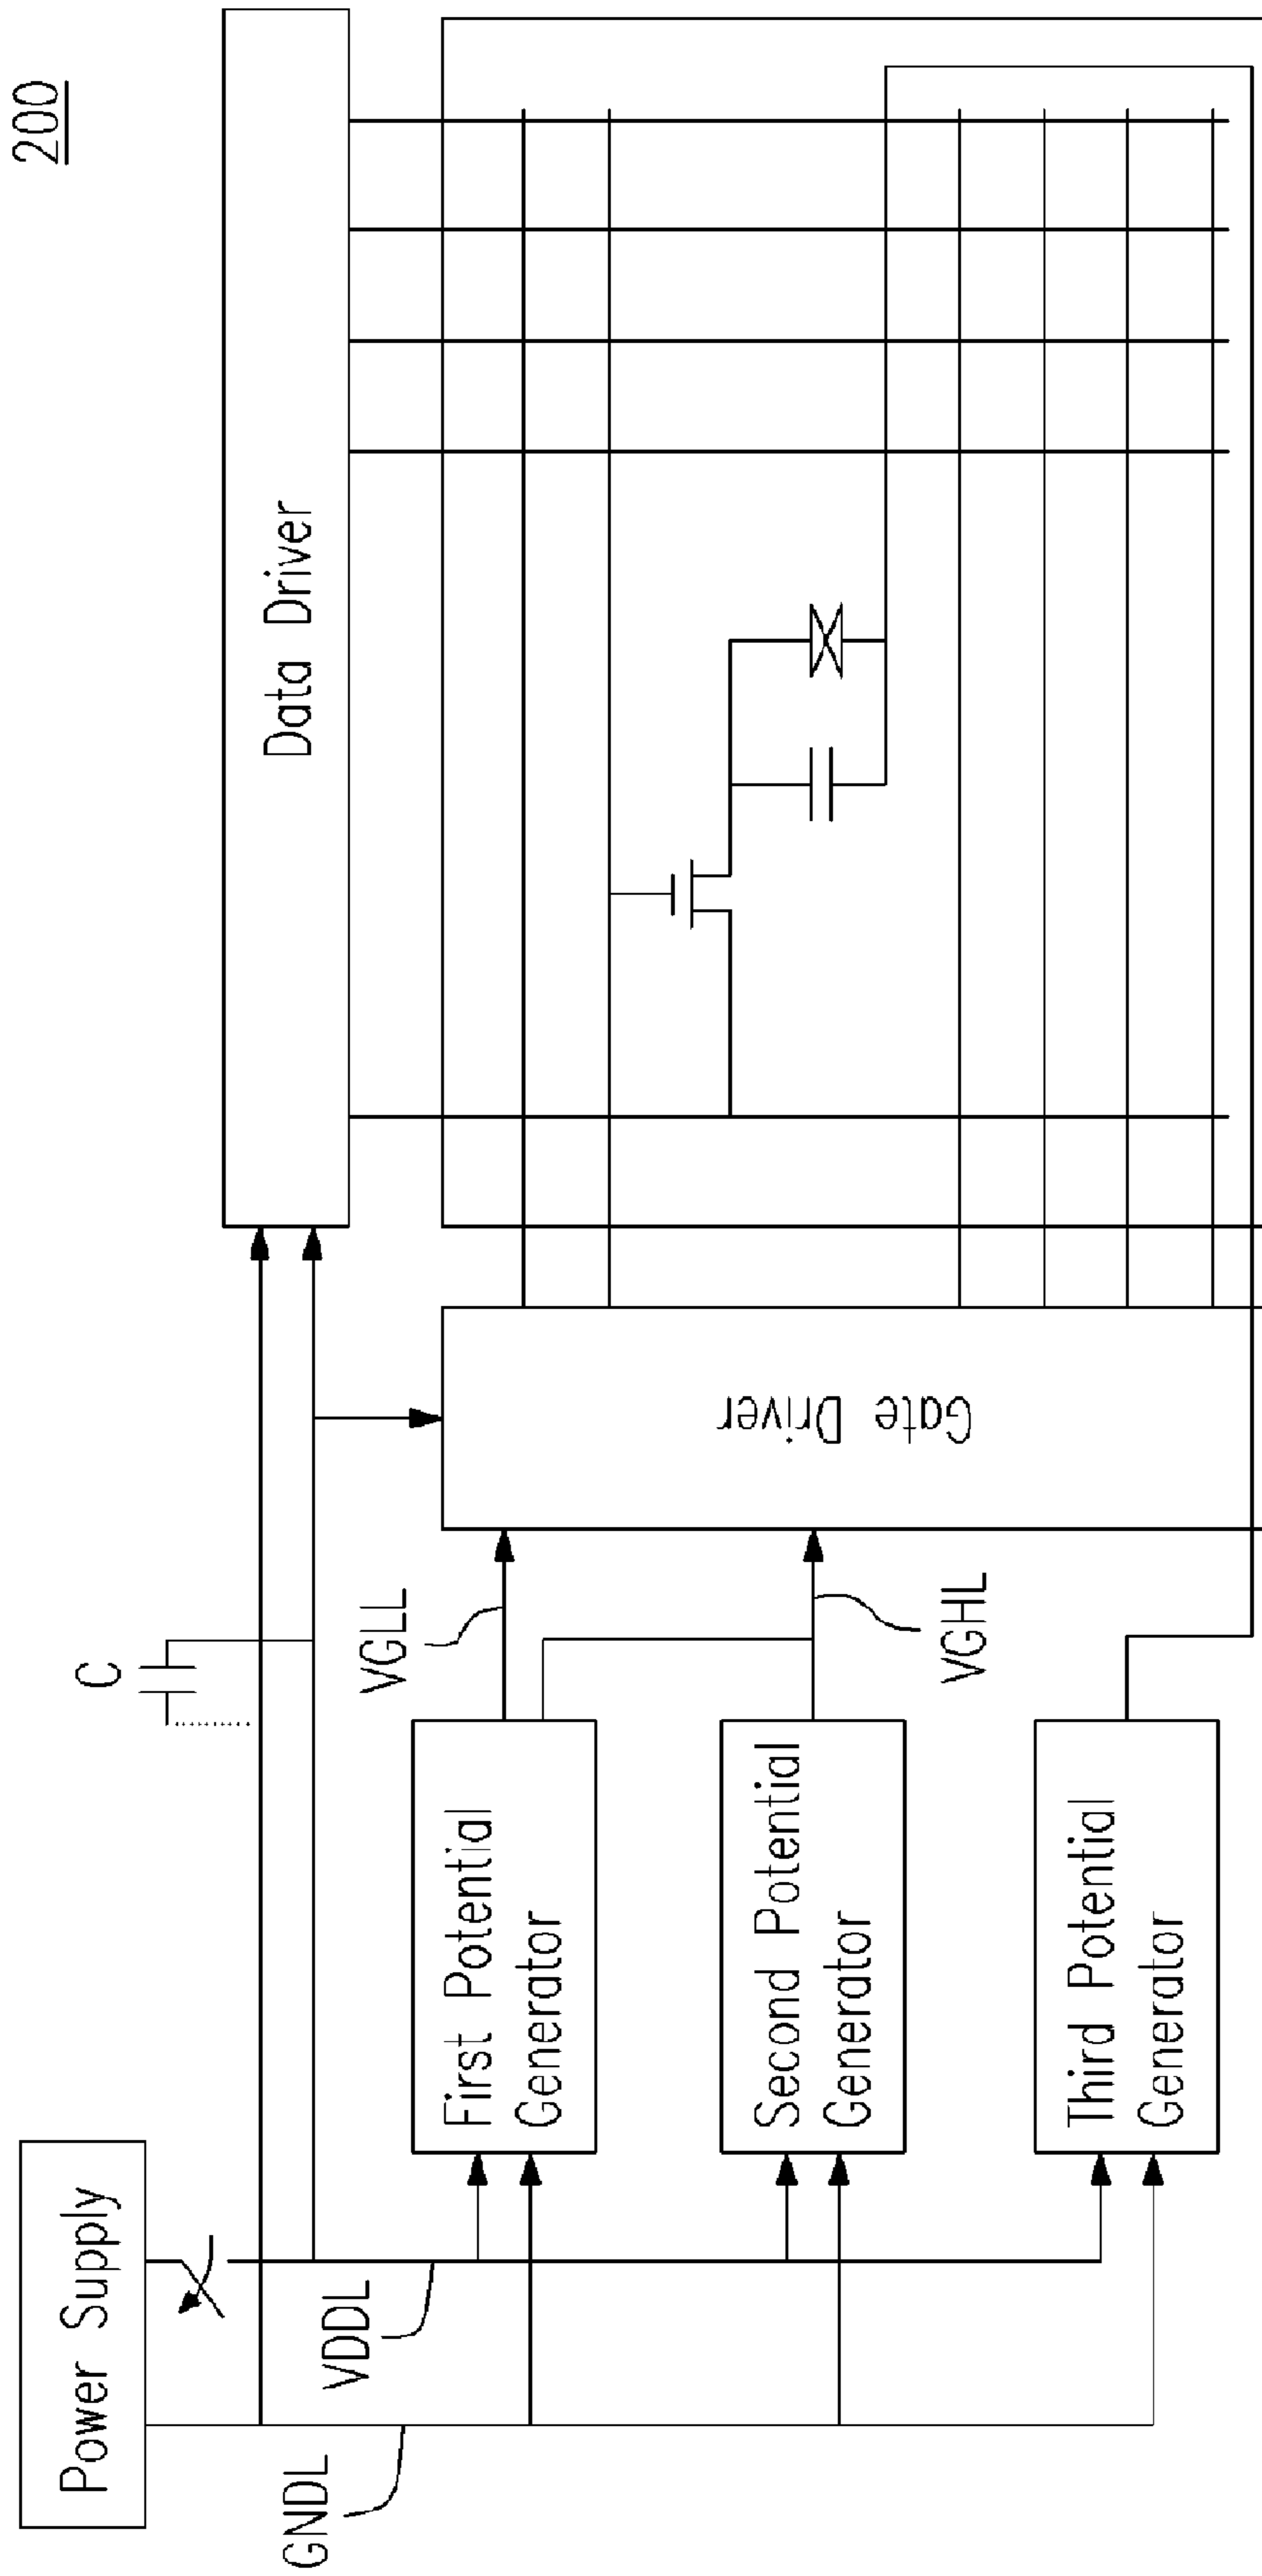 200
Power Supply
GNDL
VDDL
C
Data Driver
First Potential
Generator
VGLL
Second Potential
Generator
VGHL
Third Potential
Generator
Gate Driver